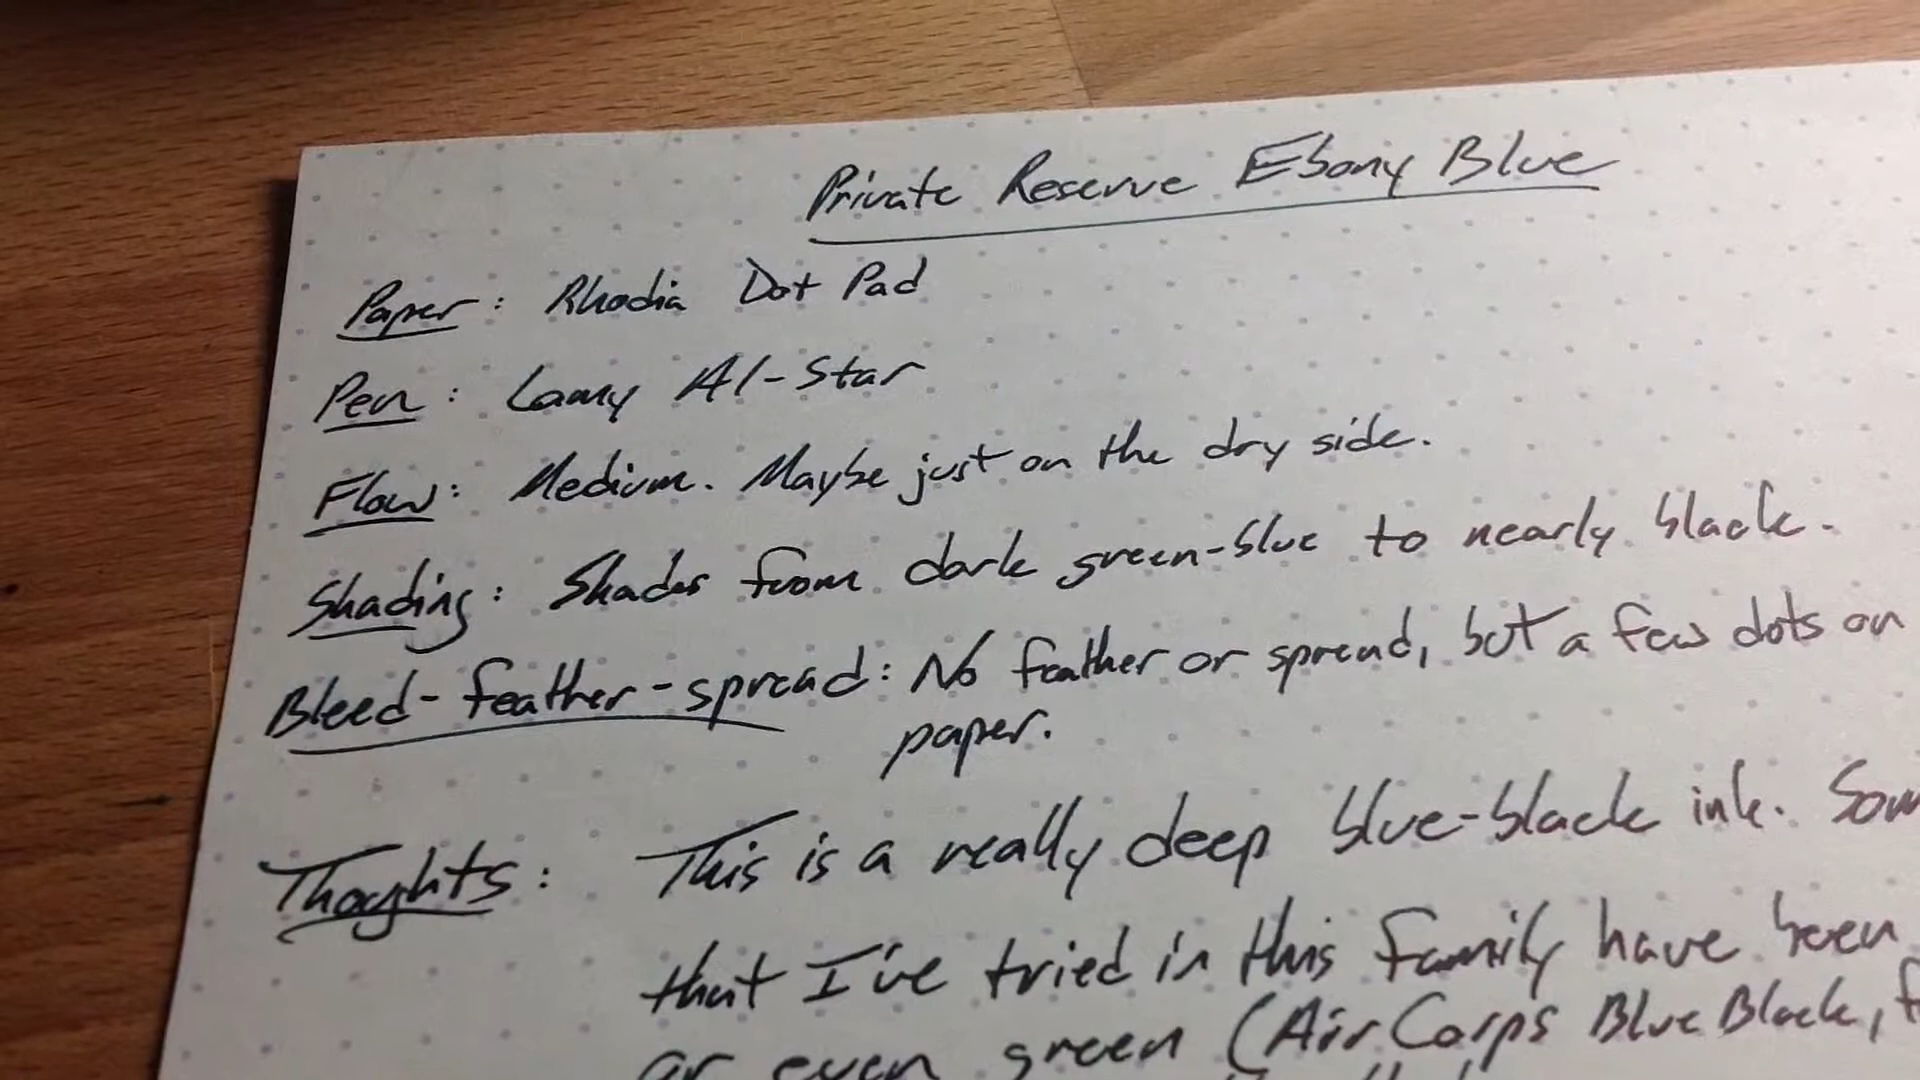 Private Reserve Ebony Blue
Paper: Rhodia Dot Pad
Pen: Lamy Al-Star
Flow: Medium. Maybe just on the dry side.
Shading: Shades from dark green-blue to nearly black.
Bleed-feather-spread: No feather or spread, but a few dots on
paper.
Thoghts: This is a really deep blue-black ink.
that I've tried in this family have been
or even green (Air Corps Blue Black,